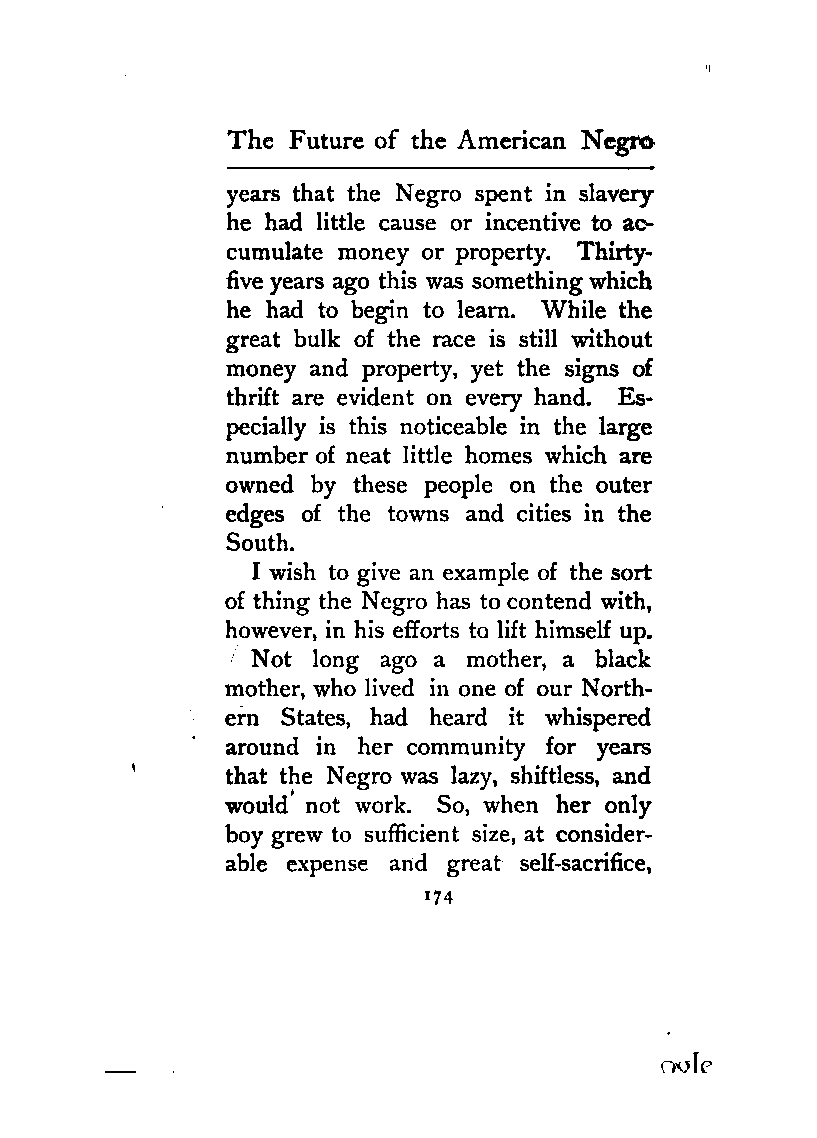 The Future of the American Negro
years that the Negro spent in slavery
he had little cause or incentive to ac-
cumulate money or property. Thirty-
five years ago this was something which
he had to begin to learn. While the
great bulk of the race is still without
money and property, yet the signs of
thrift are evident on every hand. Es-
pecially is this noticeable in the large
number of neat little homes which are
owned by these people on the outer
edges of the towns and cities in the
South.
I wish to give an example of the sort
of thing the Negro has to contend with,
however, in his efforts to lift himself up.
Not long ago a mother, a black
mother, who lived in one of our North-
ern States, had heard it whispered
around in her community for years
that the Negro was lazy, shiftless, and
would not work. So, when her only
boy grew to sufficient size, at consider-
able expense and great self-sacrifice,
174